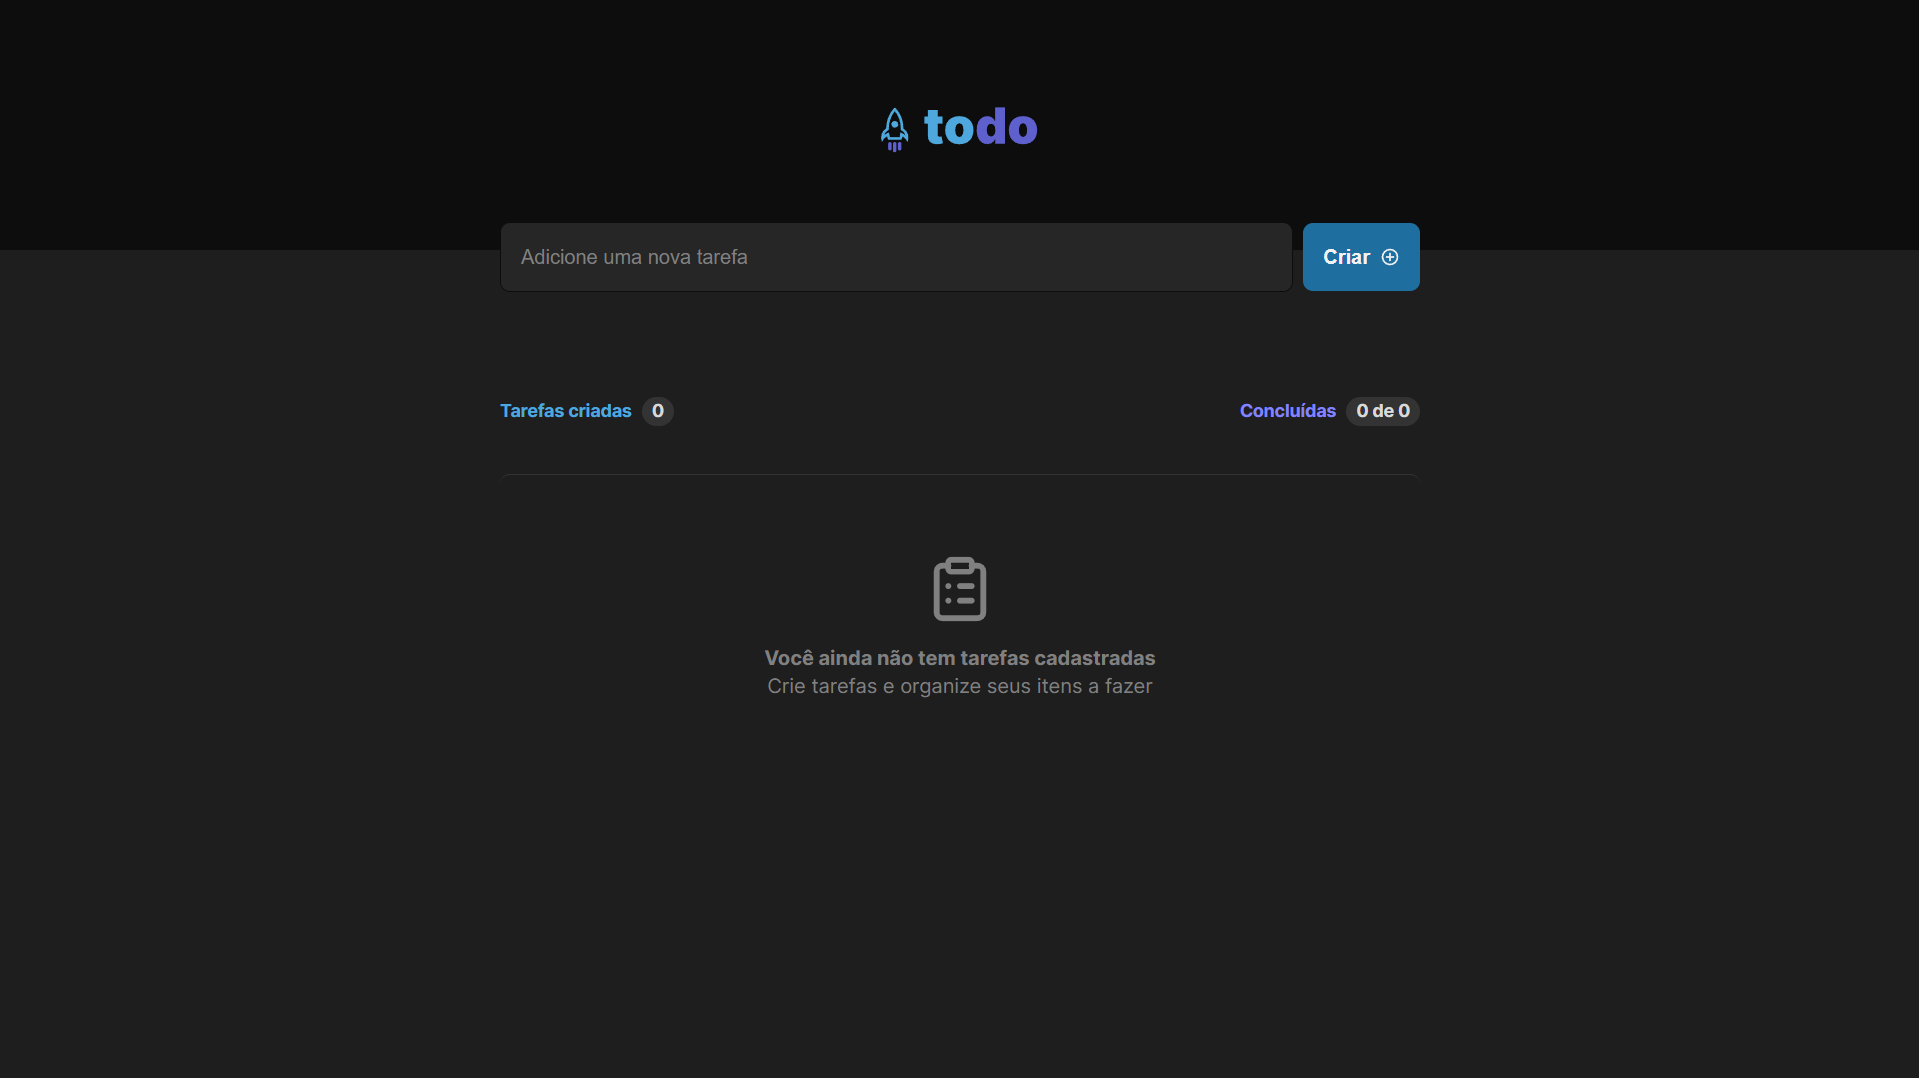 todo
Adicione uma nova tarefa
Criar
Tarefas criadas 0
Concluídas 0 de 0
Você ainda não tem tarefas cadastradas
Crie tarefas e organize seus itens a fazer